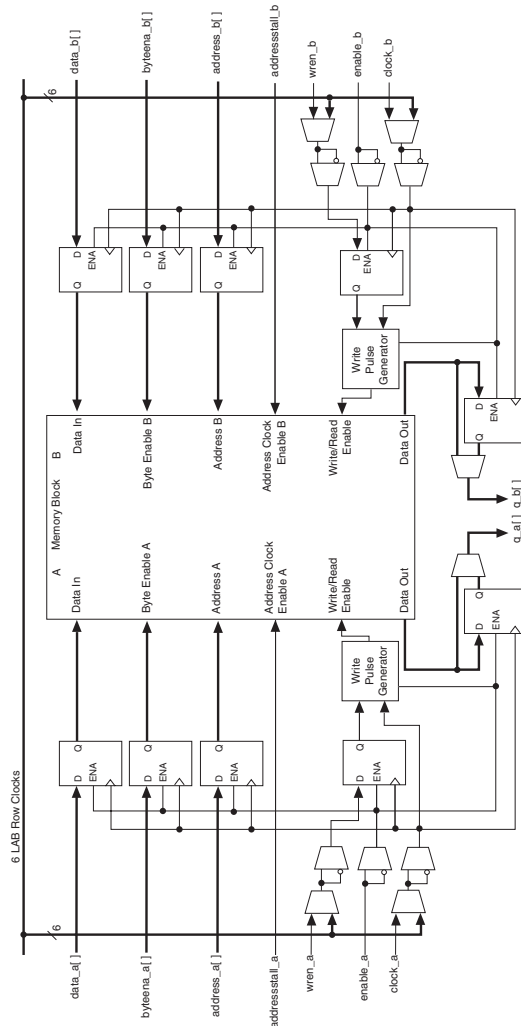 6 LAB Row Clocks
6
6
data_b[ ]
byteena_b[ ]
address_b[ ]
addressstall_b
wren_b
enable_b
clock_b
D
Q
ENA
D
Q
ENA
D
Q
ENA
D
Q
ENA
Write
Pulse
Generator
A
Memory Block
B
Data In
Byte Enable B
Address B
Address Clock
Enable B
Write/Read
Enable
Data Out
D
ENA
Q
q_b[ ]
Data In
Byte Enable A
Address A
Address Clock
Enable A
Write/Read
Enable
Data Out
Q
D
ENA
q_a[ ]
Write
Pulse
Generator
D
Q
ENA
D
Q
ENA
D
Q
ENA
D
Q
ENA
data_a[ ]
byteena_a[ ]
address_a[ ]
addressstall_a
wren_a
enable_a
clock_a